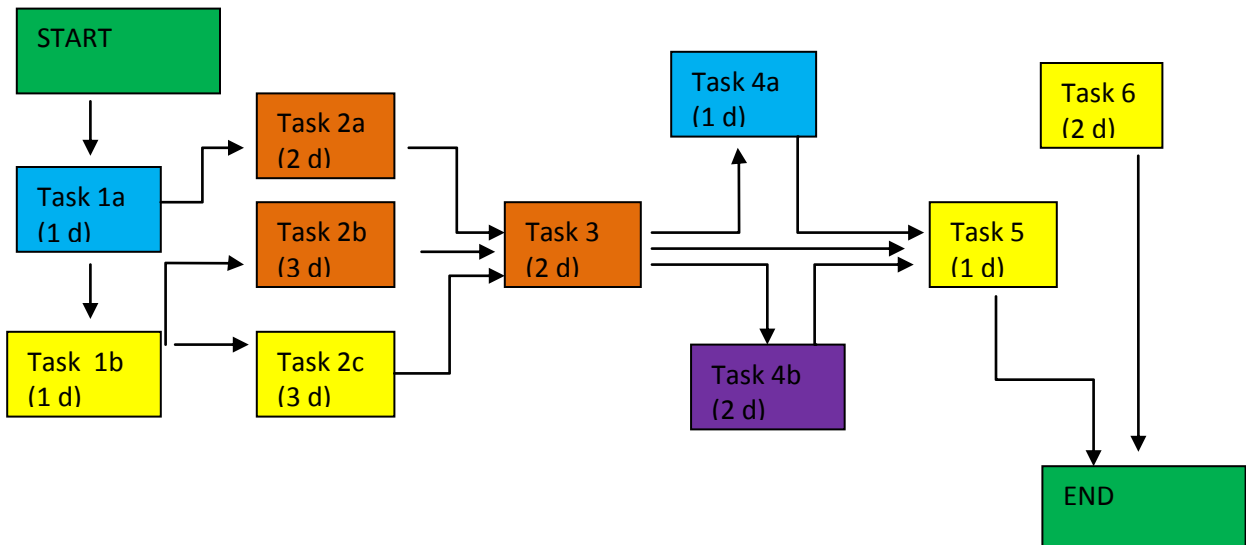 START
Task 1a
(1 d)
Task  1b
(1 d)
Task 2a
(2 d)
Task 2b
(3 d)
Task 2c
(3 d)
Task 3
(2 d)
Task 4a
(1 d)
Task 4b
(2 d)
Task 5
(1 d)
Task 6
(2 d)
END